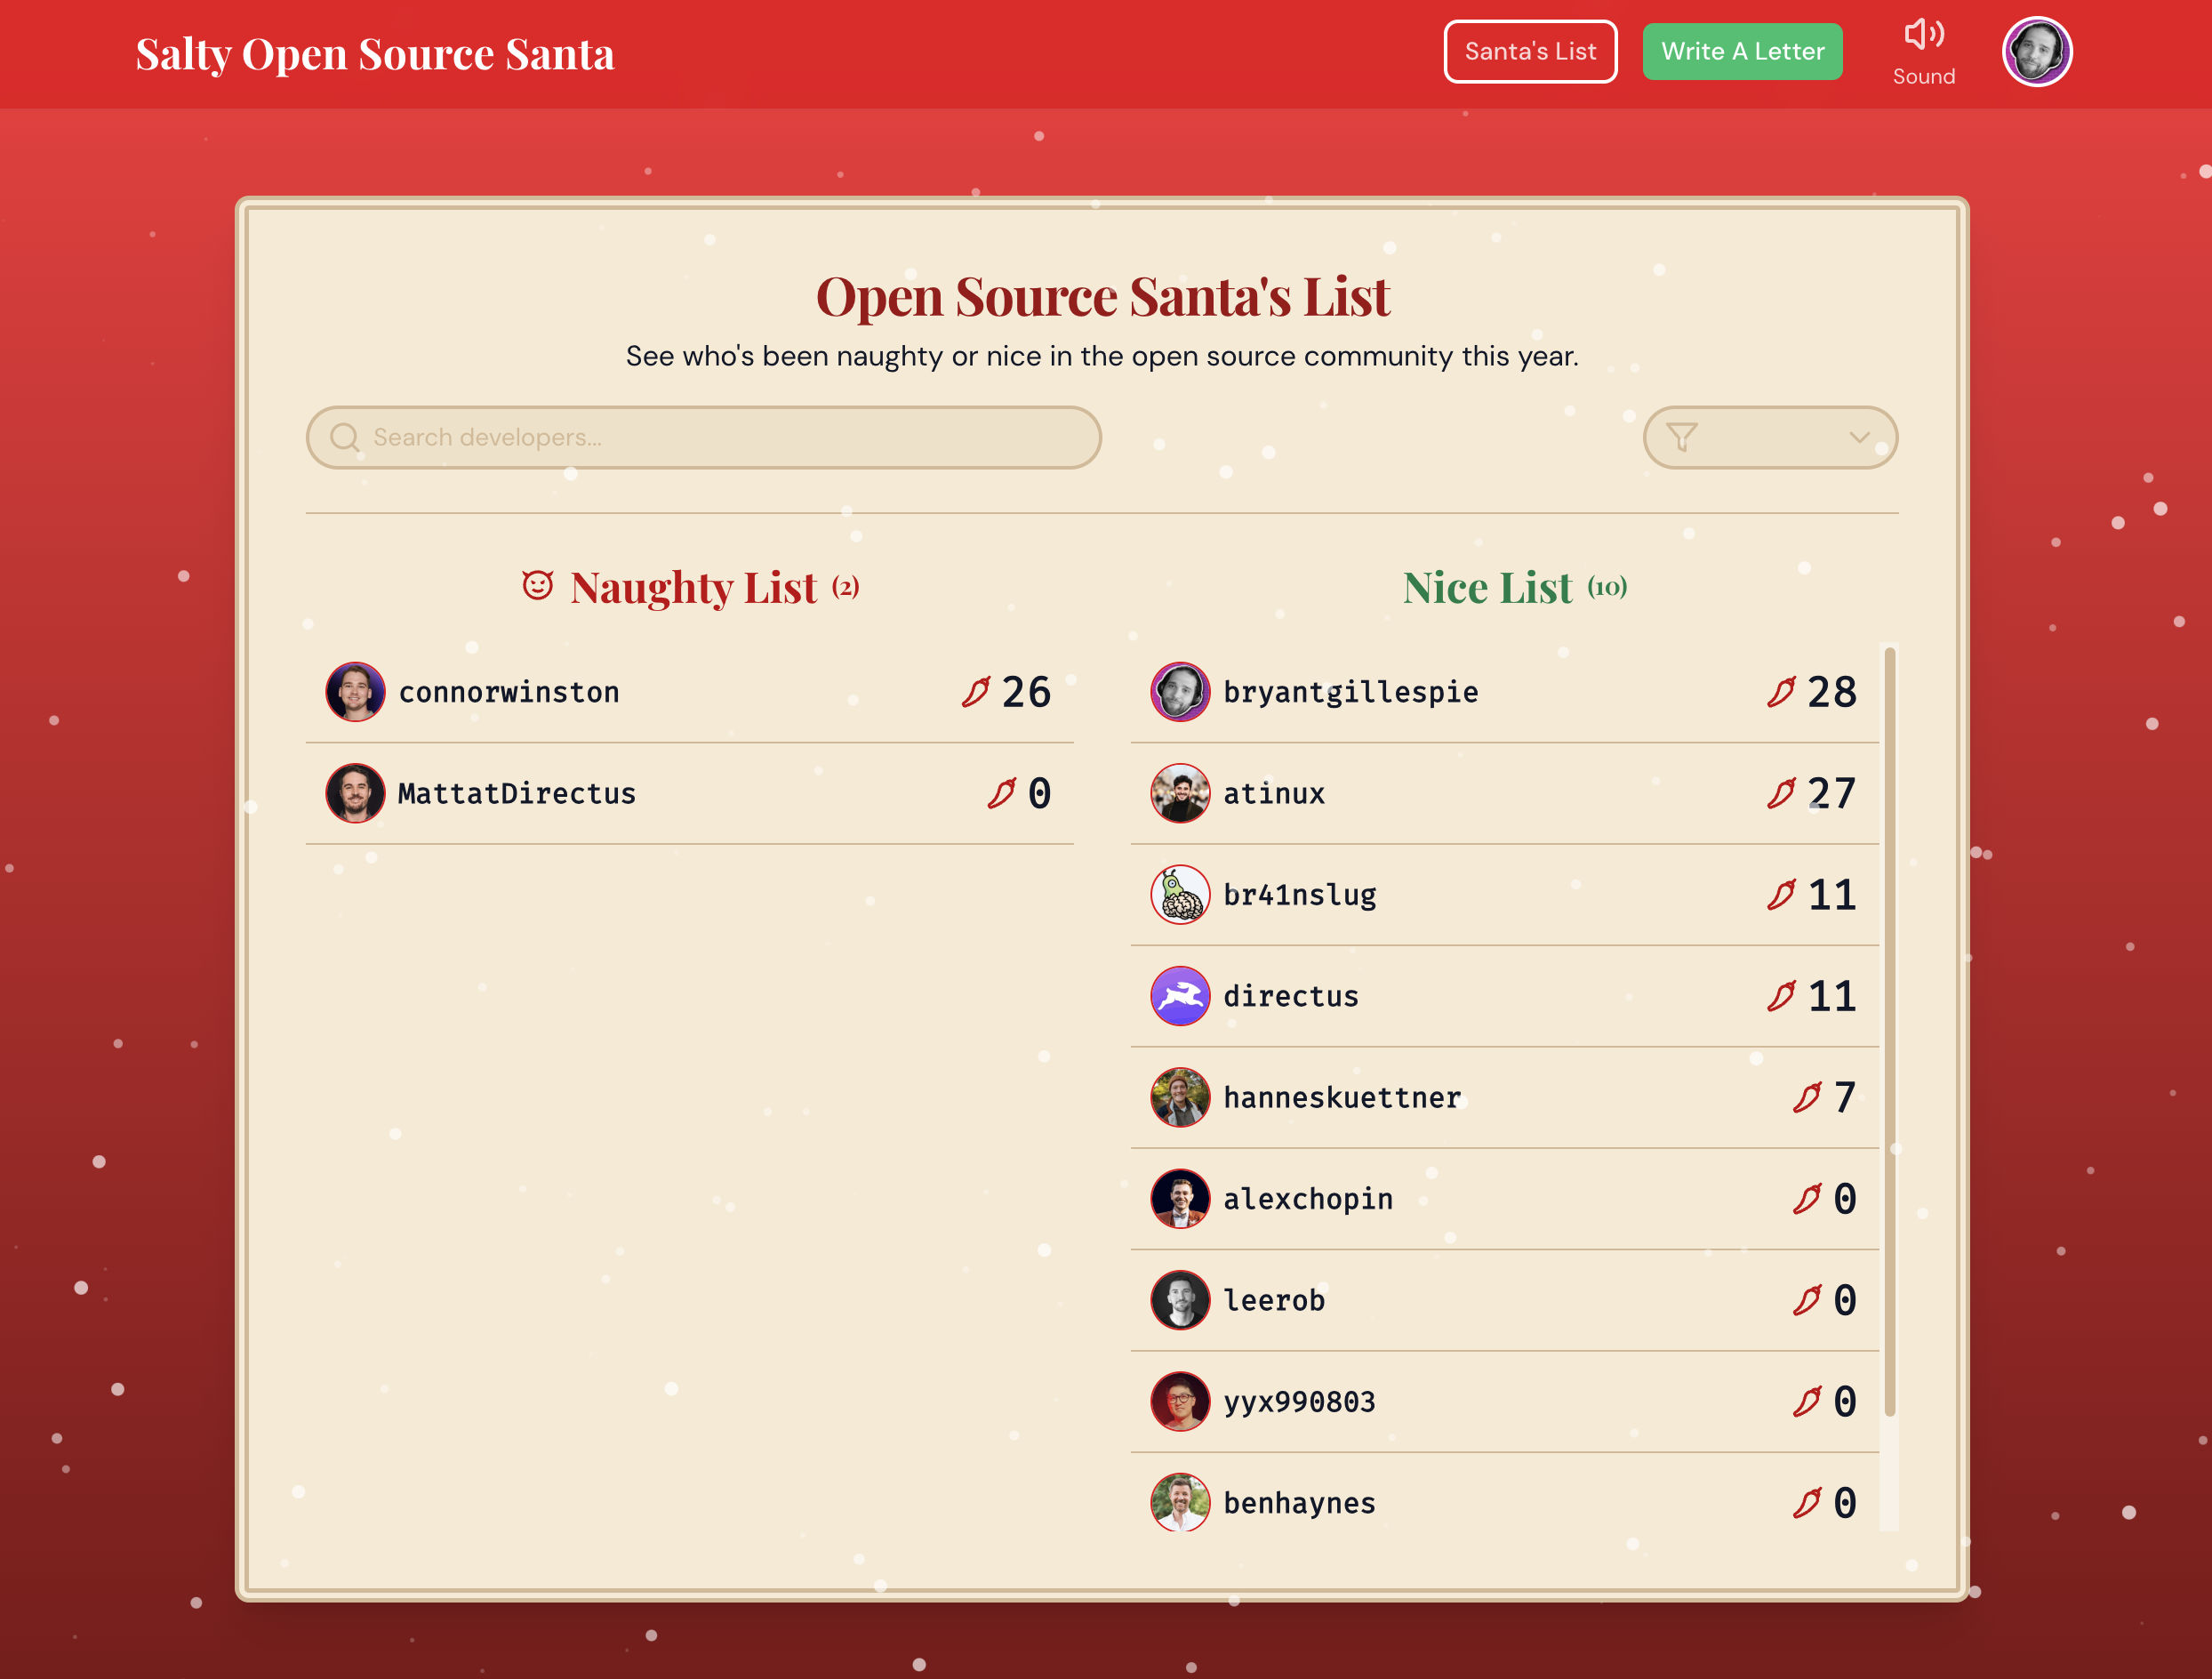 Salty Open Source Santa
Santa's List
Write A Letter
Sound
Open Source Santa's List
See who's been naughty or nice in the open source community this year.
Search developers...
Naughty List (2)
connorwinston 26
MattatDirectus 0
Nice List (10)
bryantgillespie 28
atinux 27
br41nslug 11
directus 11
hanneskuettner 7
alexchopin 0
leerob 0
yyx990803 0
benhaynes 0